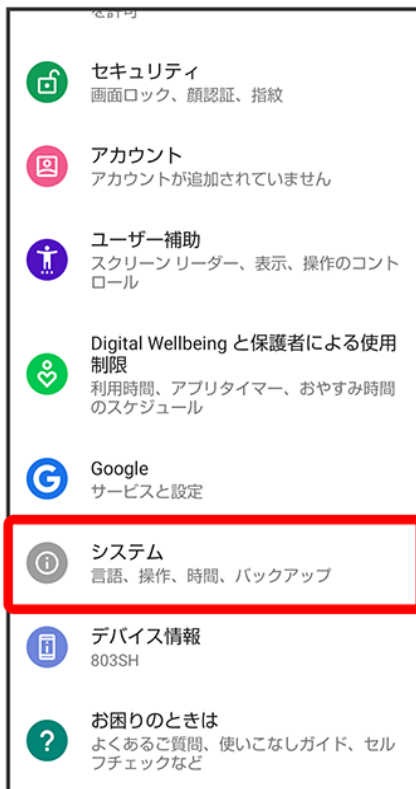 を許可
セキュリティ
画面ロック、顔認証、指紋
アカウント
アカウントが追加されていません
ユーザー補助
スクリーン リーダー、表示、操作のコント
ロール
Digital Wellbeing と保護者による使用
制限
利用時間、アプリタイマー、おやすみ時間
のスケジュール
Google
サービスと設定
システム
言語、操作、時間、バックアップ
デバイス情報
803SH
お困りのときは
よくあるご質問、使いこなしガイド、セル
フチェックなど